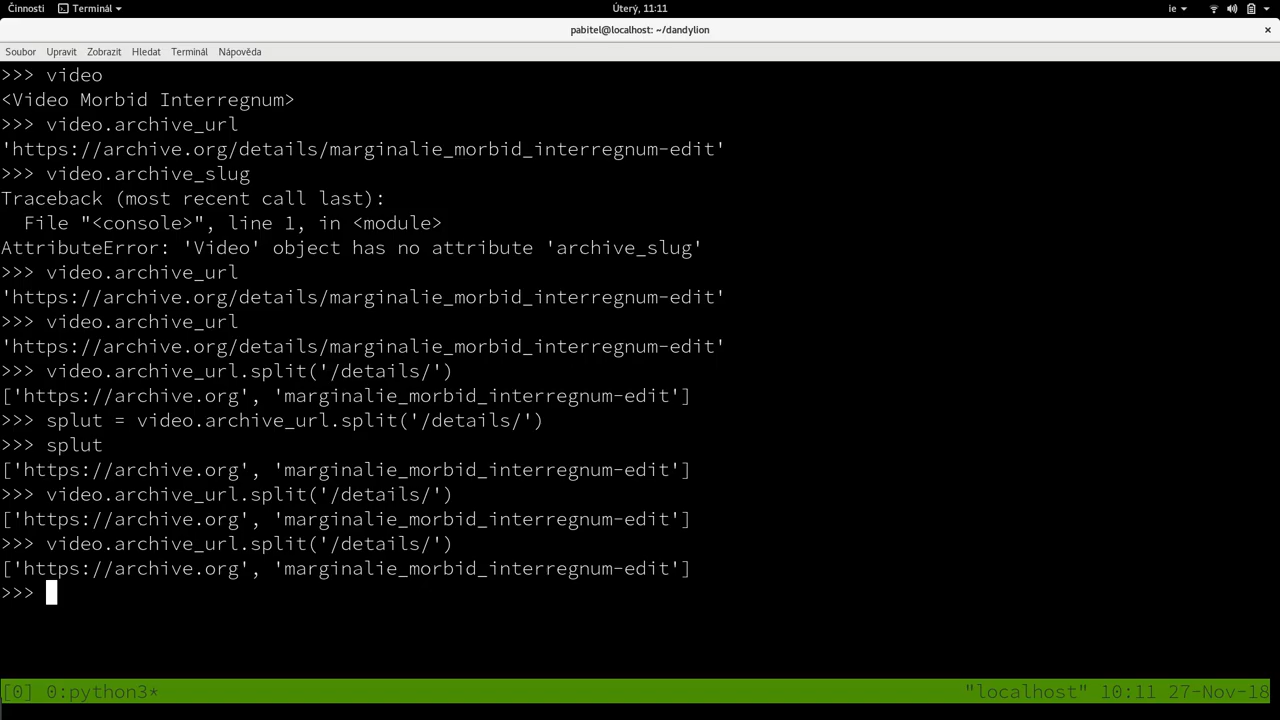 Činnosti Terminál Úterý, 11:11 ie
pabitel@localhost: ~/dandylion ×
Soubor Upravit Zobrazit Hledat Terminál Nápověda
>>> video
<Video Morbid Interregnum>
>>> video.archive_url
'https://archive.org/details/marginalie_morbid_interregnum-edit'
>>> video.archive_slug
Traceback (most recent call last):
  File "<console>", line 1, in <module>
AttributeError: 'Video' object has no attribute 'archive_slug'
>>> video.archive_url
'https://archive.org/details/marginalie_morbid_interregnum-edit'
>>> video.archive_url
'https://archive.org/details/marginalie_morbid_interregnum-edit'
>>> video.archive_url.split('/details/')
['https://archive.org', 'marginalie_morbid_interregnum-edit']
>>> splut = video.archive_url.split('/details/')
>>> splut
['https://archive.org', 'marginalie_morbid_interregnum-edit']
>>> video.archive_url.split('/details/')
['https://archive.org', 'marginalie_morbid_interregnum-edit']
>>> video.archive_url.split('/details/')
['https://archive.org', 'marginalie_morbid_interregnum-edit']
>>>
[0] 0:python3* "localhost" 10:11 27-Nov-18